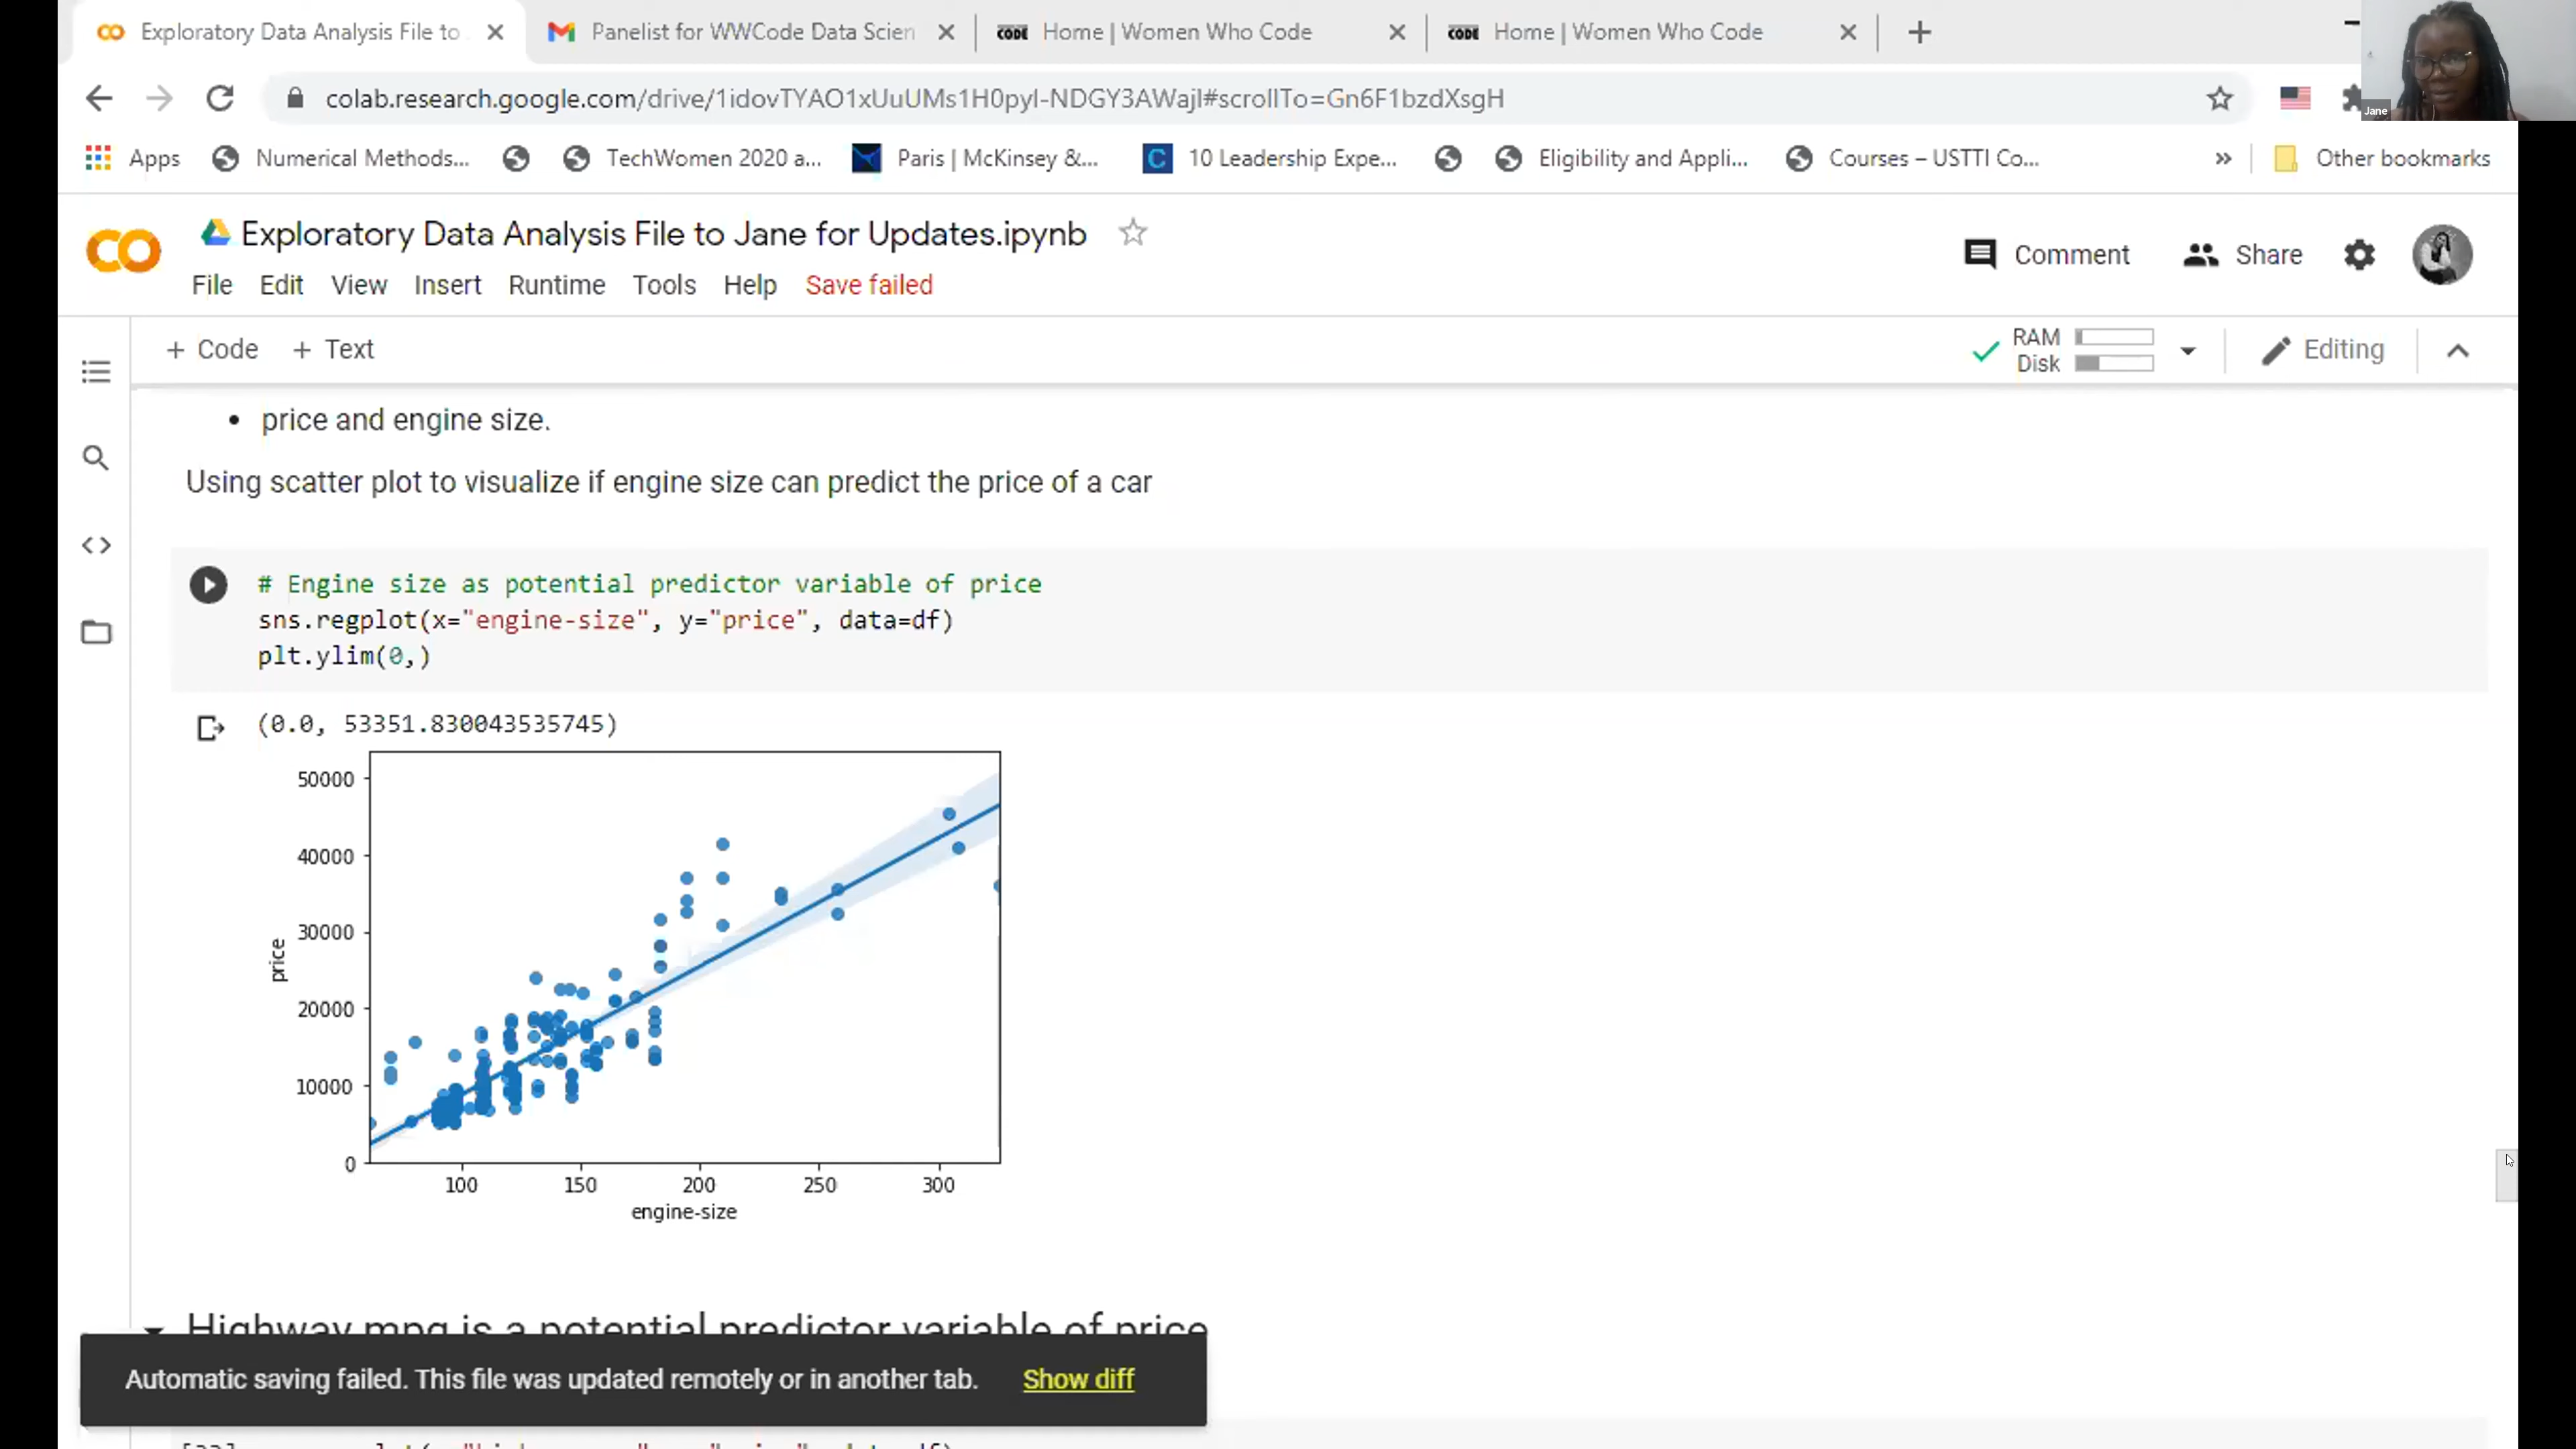 Exploratory Data Analysis File to
Panelist for WWCode Data Scien
CODE Home | Women Who Code
CODE Home | Women Who Code
colab.research.google.com/drive/1idovTYAO1xUuUMs1H0pyI-NDGY3AWajI#scrollTo=Gn6F1bzdXsgH
Jane
Apps
Numerical Methods...
TechWomen 2020 a...
Paris | McKinsey &...
10 Leadership Expe...
Eligibility and Appli...
Courses – USTTI Co...
»
Other bookmarks
CO
Exploratory Data Analysis File to Jane for Updates.ipynb
Comment
Share
File Edit View Insert Runtime Tools Help Save failed
+ Code + Text
RAM
Disk
Editing
• price and engine size.
Using scatter plot to visualize if engine size can predict the price of a car
# Engine size as potential predictor variable of price
sns.regplot(x="engine-size", y="price", data=df)
plt.ylim(0,)
(0.0, 53351.830043535745)
50000
40000
30000
20000
10000
0
price
100 150 200 250 300
engine-size
Highway mpg is a potential predictor variable of price
Automatic saving failed. This file was updated remotely or in another tab. Show diff